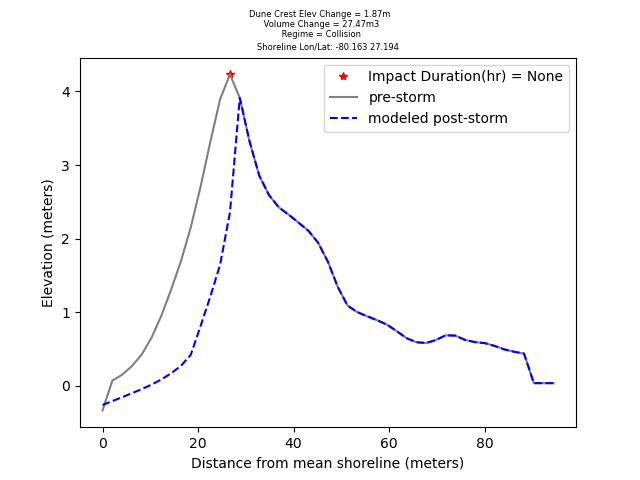 Dune Crest Elev Change = 1.87m
Volume Change = 27.47m3
Regime = Collision
Shoreline Lon/Lat: -80.163 27.194
Impact Duration(hr) = None
pre-storm
modeled post-storm
Elevation (meters)
4
3
2
1
0
0 20 40 60 80
Distance from mean shoreline (meters)